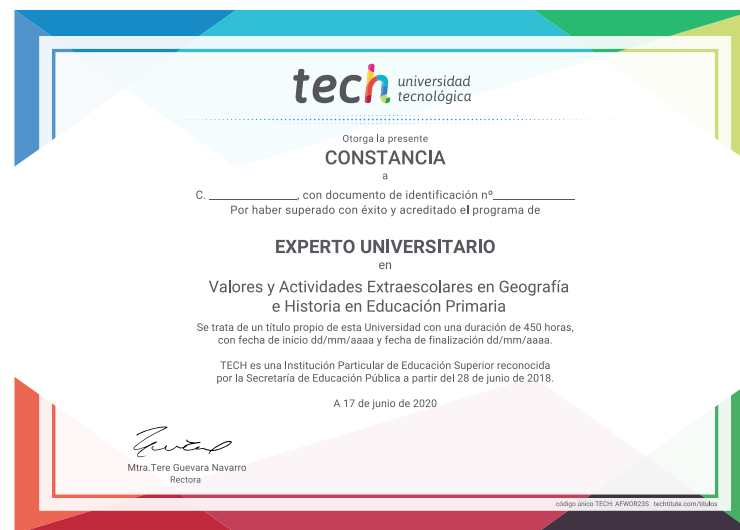 tech universidad
tecnológica
Otorga la presente
CONSTANCIA
a
C. ______________, con documento de identificación nº______________
Por haber superado con éxito y acreditado el programa de
EXPERTO UNIVERSITARIO
en
Valores y Actividades Extraescolares en Geografía
e Historia en Educación Primaria
Se trata de un título propio de esta Universidad con una duración de 450 horas,
con fecha de inicio dd/mm/aaaa y fecha de finalización dd/mm/aaaa.
TECH es una Institución Particular de Educación Superior reconocida
por la Secretaría de Educación Pública a partir del 28 de junio de 2018.
A 17 de junio de 2020
Mtra.Tere Guevara Navarro
Rectora
código único TECH: AFWOR23S techtitute.com/titulos